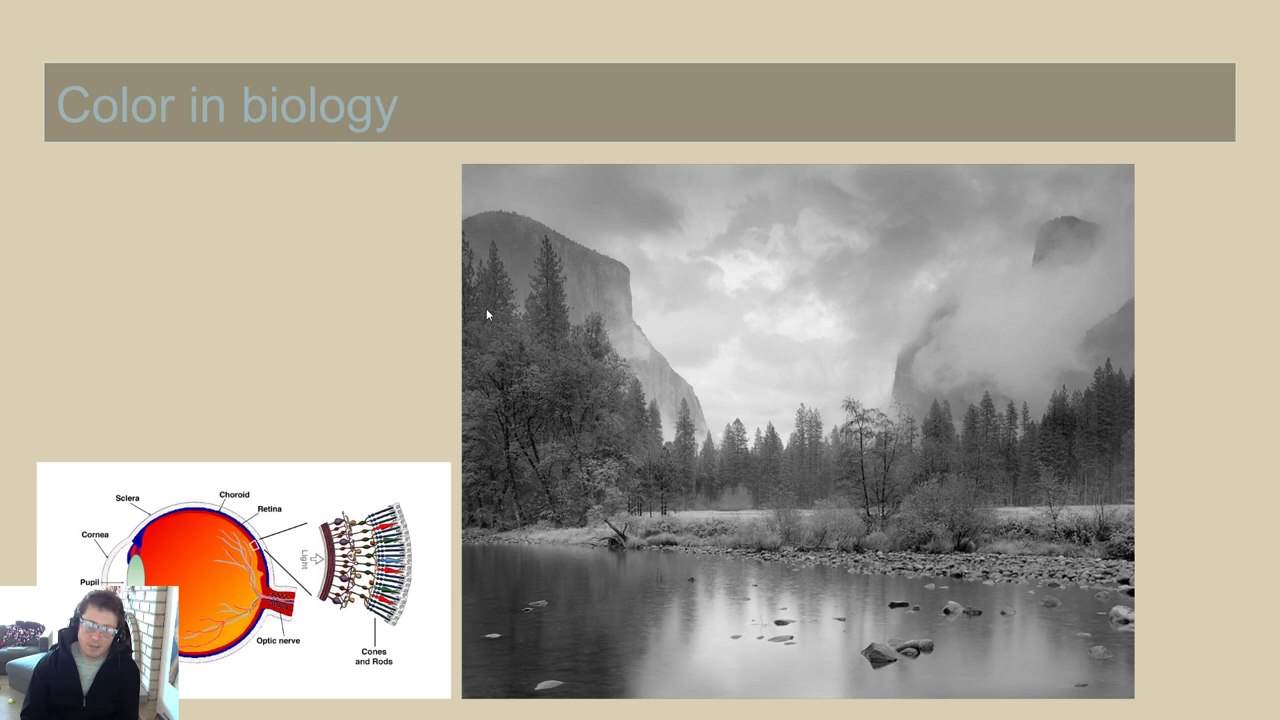 Color in biology
Choroid
Sclera
Retina
Cornea
Light
Pupil
Optic nerve
Cones
and Rods